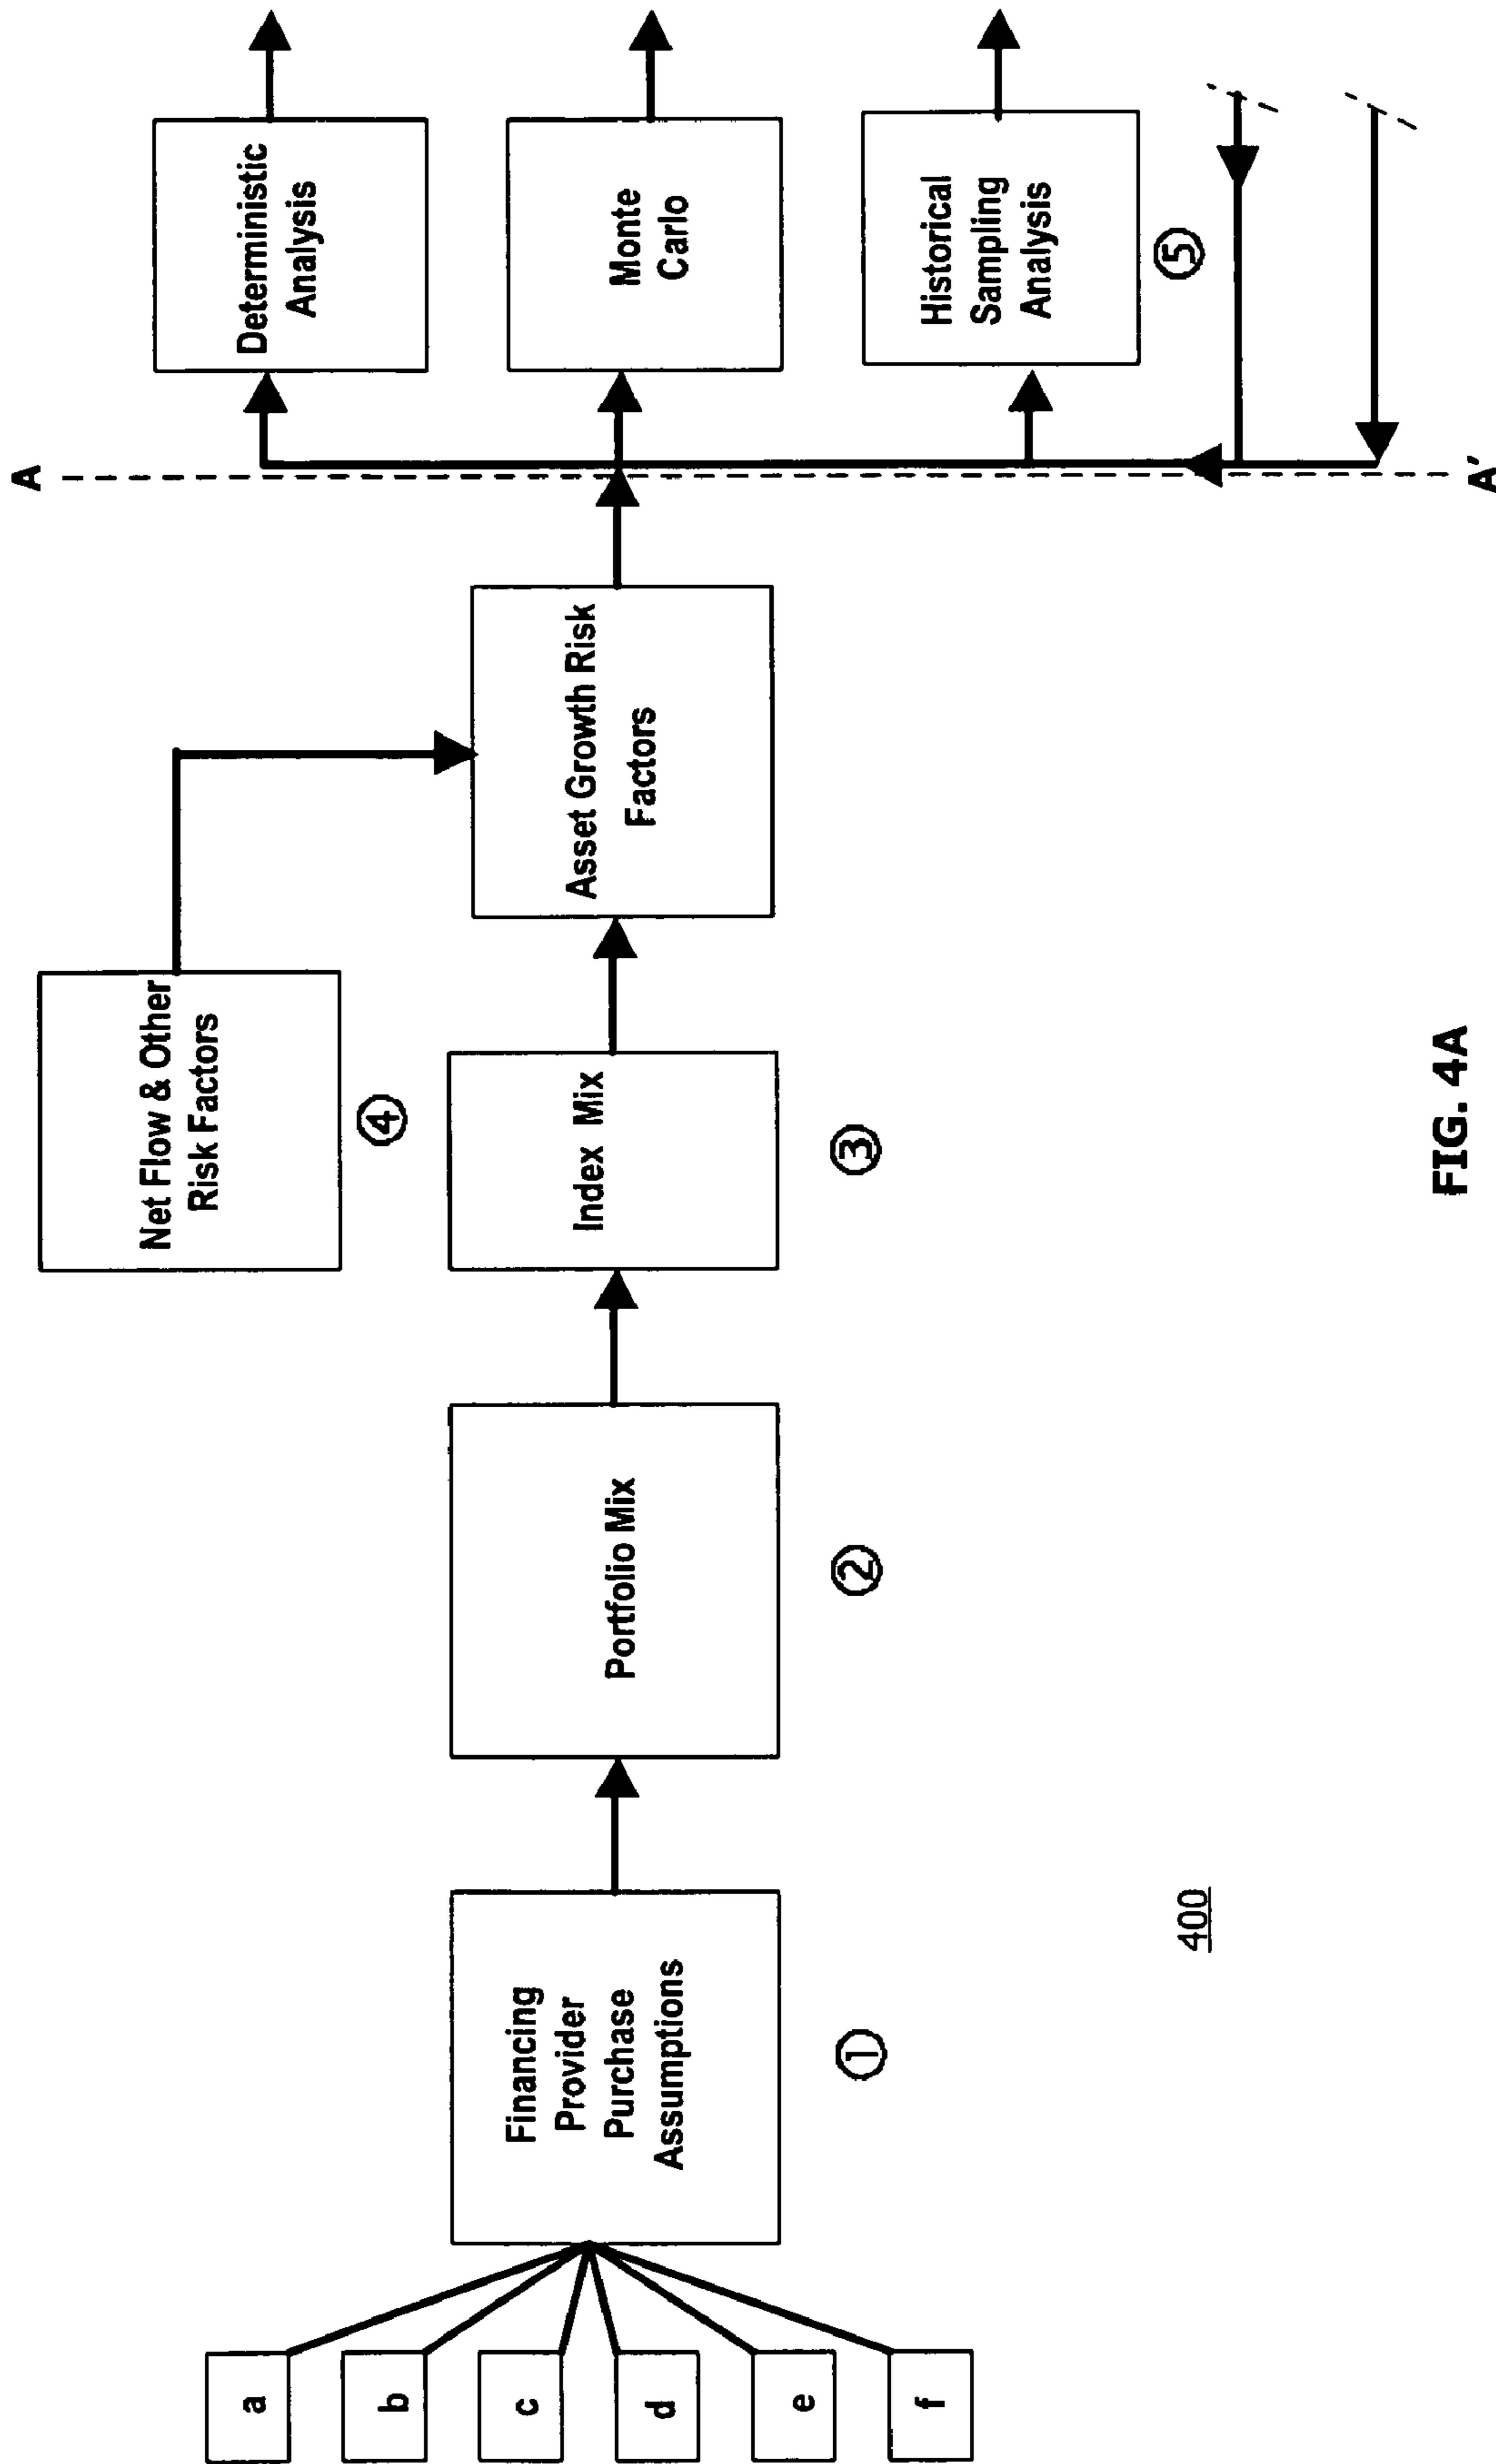 a
b
c
d
e
f
Financing
Provider
Purchase
Assumptions
①
Portfolio Mix
②
Index Mix
③
Net Flow & Other
Risk Factors
④
Asset Growth Risk
Factors
A
A'
Deterministic
Analysis
Monte
Carlo
Historical
Sampling
Analysis
⑤
400
FIG. 4A